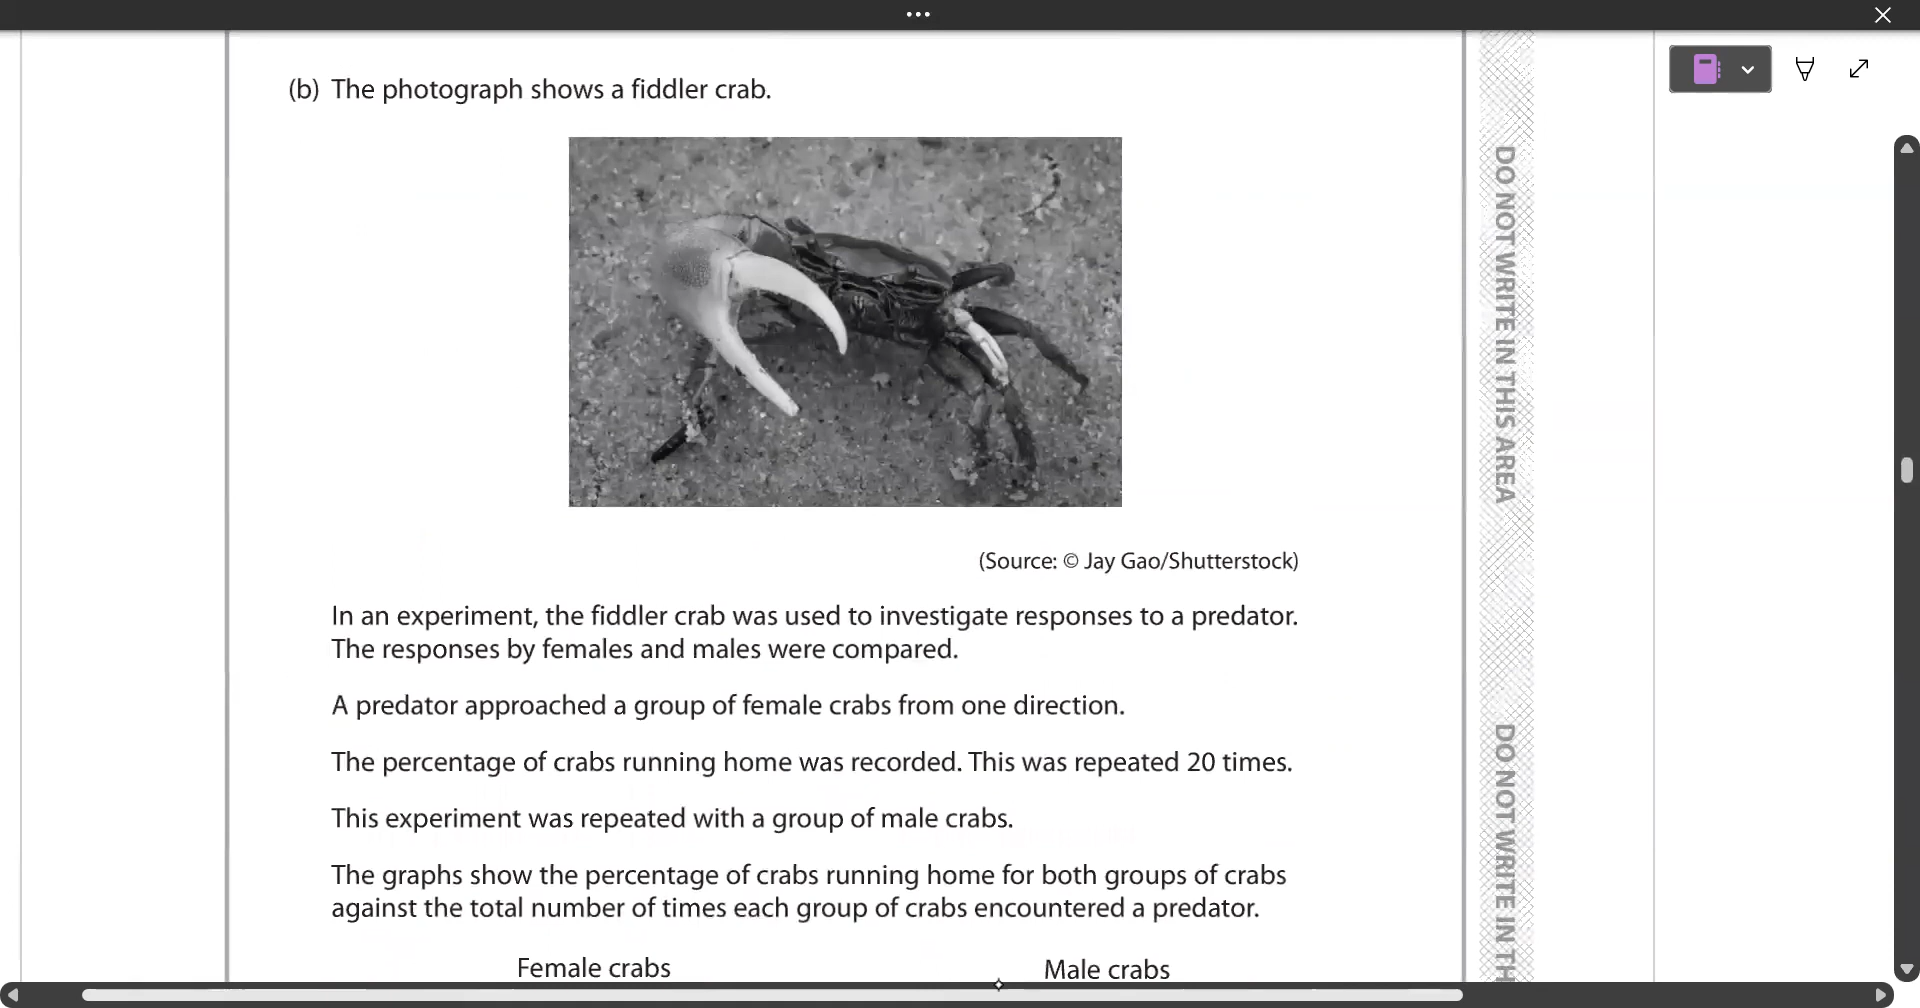 (b) The photograph shows a fiddler crab.
(Source: © Jay Gao/Shutterstock)
In an experiment, the fiddler crab was used to investigate responses to a predator.
The responses by females and males were compared.
A predator approached a group of female crabs from one direction.
The percentage of crabs running home was recorded. This was repeated 20 times.
This experiment was repeated with a group of male crabs.
The graphs show the percentage of crabs running home for both groups of crabs
against the total number of times each group of crabs encountered a predator.
Female crabs
Male crabs
DO NOT WRITE IN THIS AREA
DO NOT WRITE IN TH